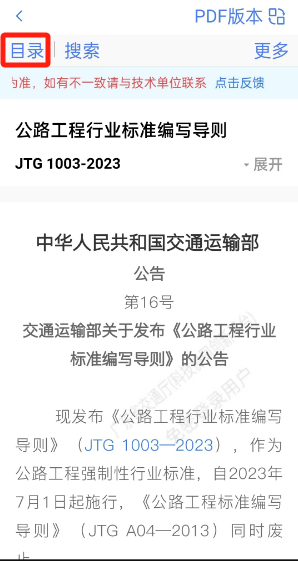 PDF版本
目录 | 搜索 更多
为准，如有不一致请与技术单位联系 点击反馈
公路工程行业标准编写导则
JTG 1003-2023 展开
中华人民共和国交通运输部
公告
第16号
交通运输部关于发布《公路工程行业
标准编写导则》的公告
现发布《公路工程行业标准编写
导则》（JTG 1003—2023），作为
公路工程强制性行业标准，自2023年
7月1日起施行，《公路工程标准编写
导则》（JTG A04—2013）同时废